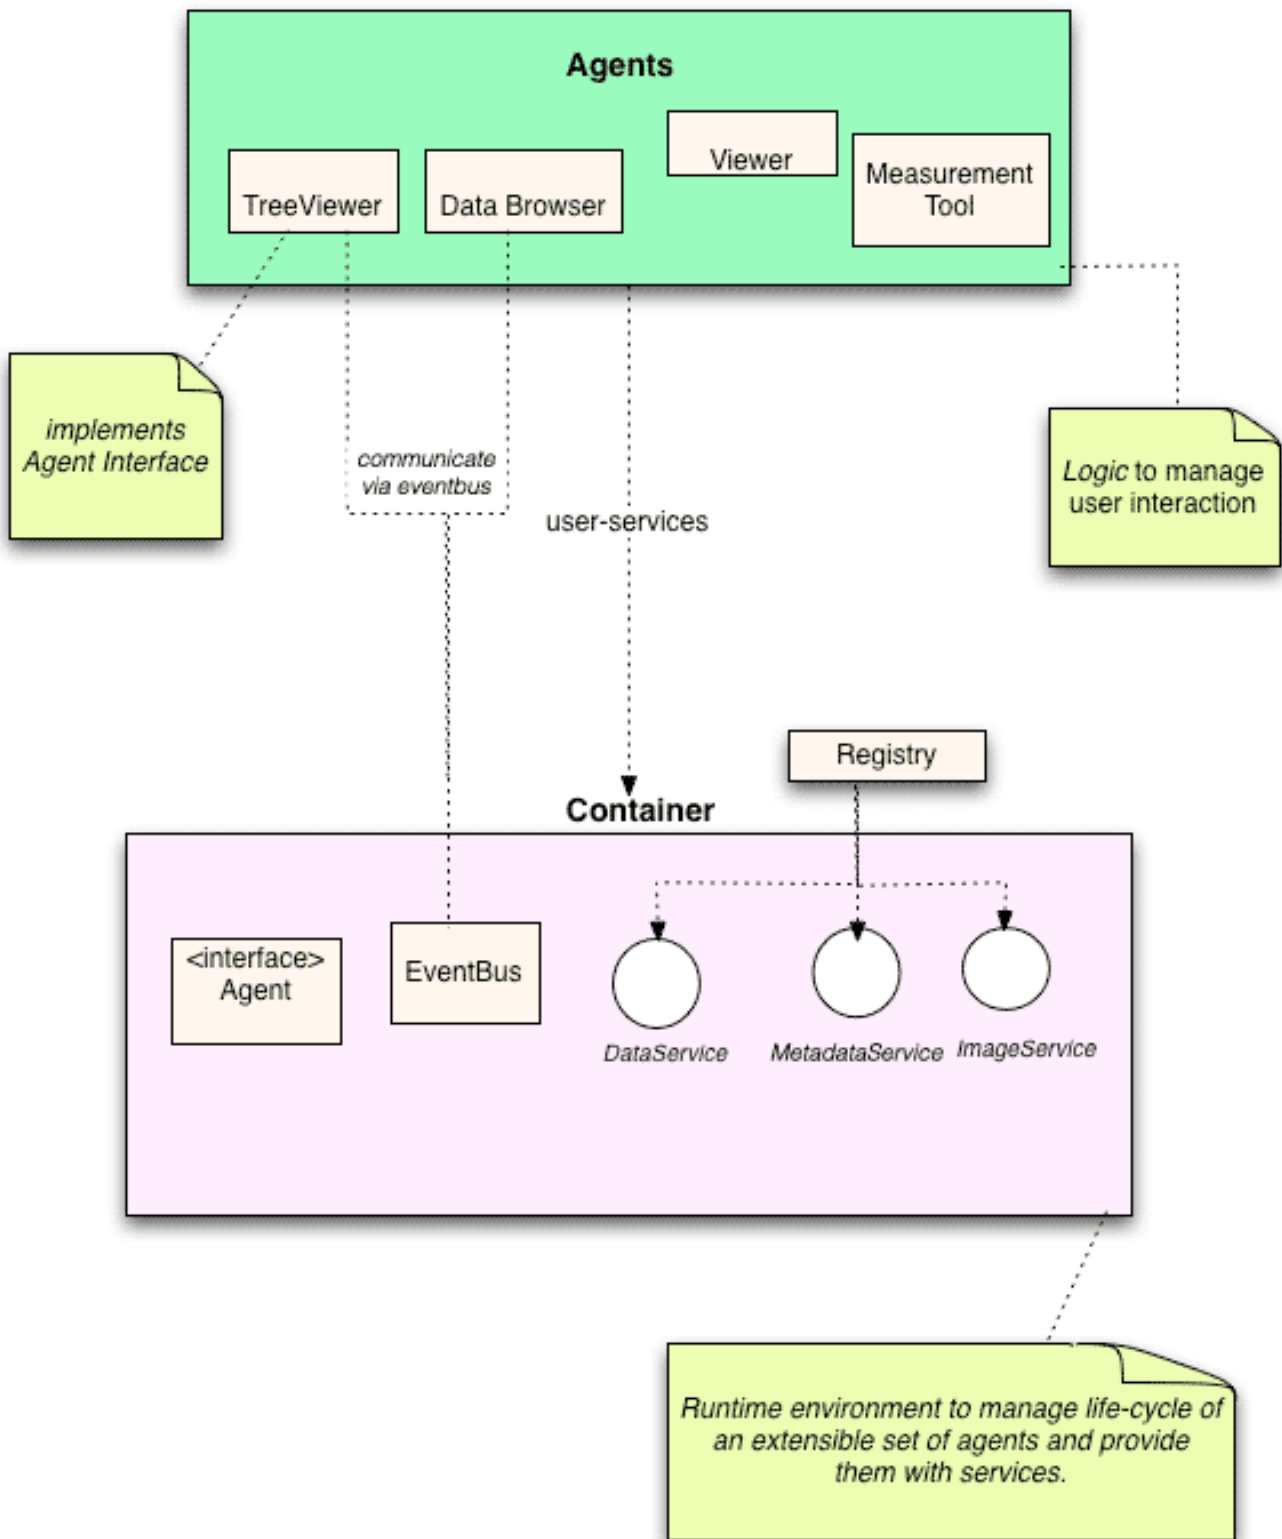 Agents
TreeViewer
Data Browser
Viewer
Measurement
Tool
implements
Agent Interface
communicate
via eventbus
user-services
Logic to manage
user interaction
Registry
Container
<interface>
Agent
EventBus
DataService
MetadataService
ImageService
Runtime environment to manage life-cycle of
an extensible set of agents and provide
them with services.